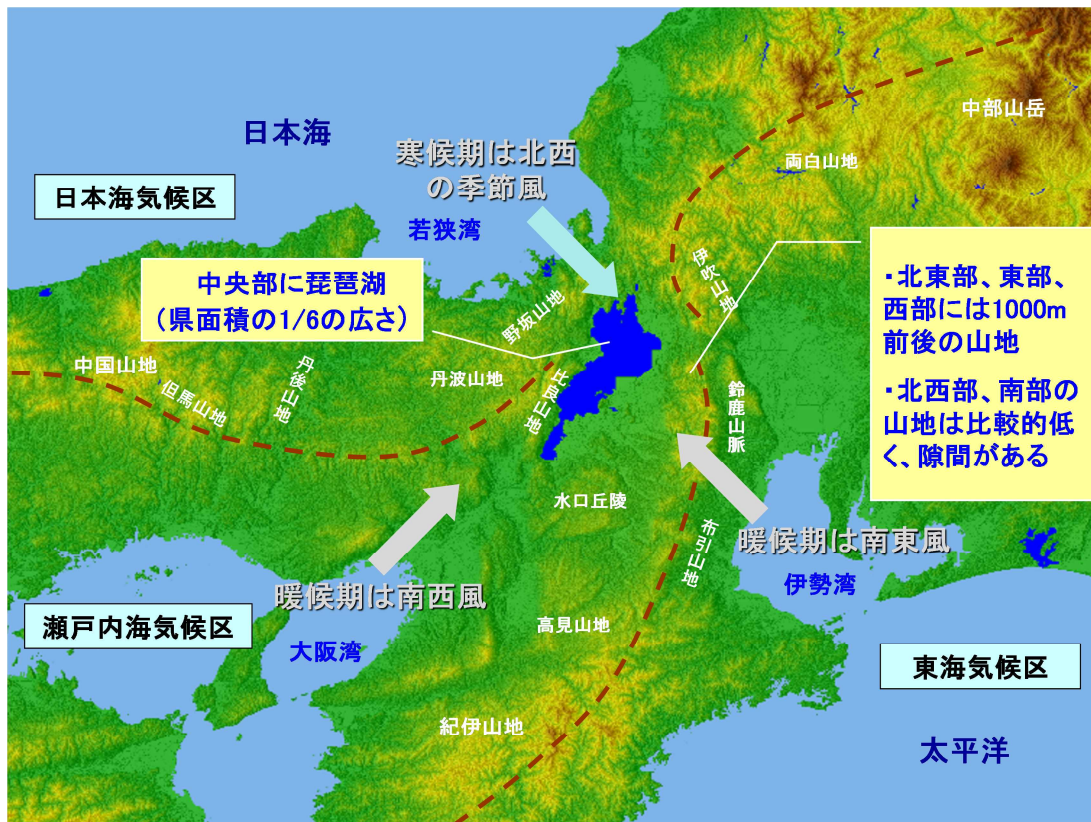 中部山岳
日本海
寒候期は北西
の季節風
両白山地
日本海気候区
若狭湾
伊吹山地
中央部に琵琶湖
（県面積の1/6の広さ）
・北東部、東部、
西部には1000m
前後の山地
・北西部、南部の
山地は比較的低
く、隙間がある
野坂山地
中国山地
但馬山地
丹後山地
丹波山地
比良山地
鈴鹿山脈
水口丘陵
布引山地
暖候期は南東風
伊勢湾
暖候期は南西風
瀬戸内海気候区
大阪湾
高見山地
東海気候区
紀伊山地
太平洋